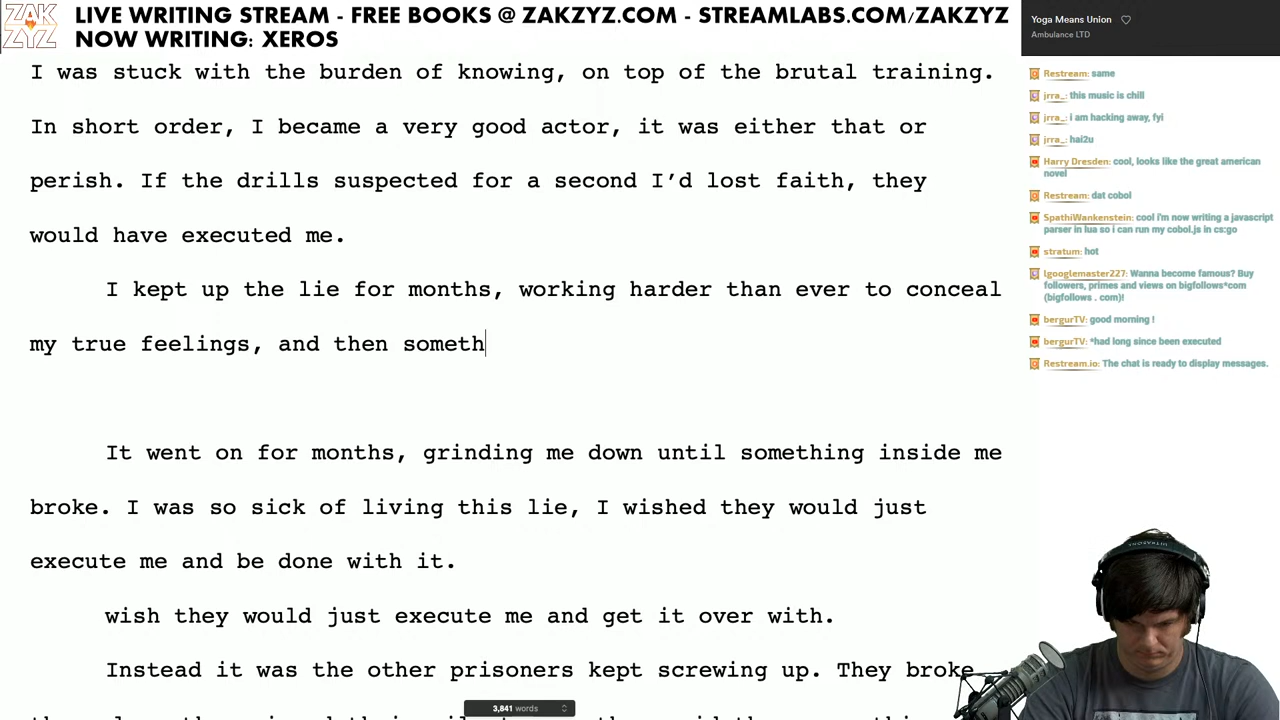 ZAK
ZYZ
LIVE WRITING STREAM - FREE BOOKS @ ZAKZYZ.COM - STREAMLABS.COM/ZAKZYZ
NOW WRITING: XEROS
I was stuck with the burden of knowing, on top of the brutal training.
In short order, I became a very good actor, it was either that or
perish. If the drills suspected for a second I’d lost faith, they
would have executed me.
I kept up the lie for months, working harder than ever to conceal
my true feelings, and then someth
It went on for months, grinding me down until something inside me
broke. I was so sick of living this lie, I wished they would just
execute me and be done with it.
wish they would just execute me and get it over with.
Instead it was the other prisoners kept screwing up. They broke
3,841 words
Yoga Means Union
Ambulance LTD
Restream: same
jrra_: this music is chill
jrra_: i am hacking away, fyi
jrra_: hai2u
Harry Dresden: cool, looks like the great american
novel
Restream: dat cobol
SpathiWankenstein: cool i'm now writing a javascript
parser in lua so i can run my cobol.js in cs:go
stratum: hot
lgooglemaster227: Wanna become famous? Buy
followers, primes and views on bigfollows*com
(bigfollows . com)!
bergurTV: good morning !
bergurTV: *had long since been executed
Restream.io: The chat is ready to display messages.